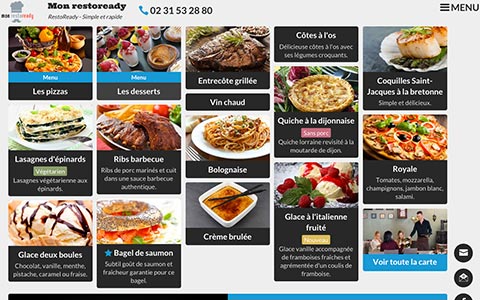 mon restoready
Mon restoready
RestoReady - Simple et rapide
02 31 53 28 80
MENU
Menu
Les pizzas
Lasagnes d'épinards
Végétarien
Lasagnes végétarienne aux
épinards.
Glace deux boules
Chocolat, vanille, menthe,
pistache, caramel ou fraise.
Menu
Les desserts
Ribs barbecue
Ribs de porc marinés et cuit
dans une sauce barbecue
authentique.
Bagel de saumon
Subtil goût de saumon et
fraicheur garantie pour ce
bagel.
Entrecôte grillée
Vin chaud
Bolognaise
Crème brulée
Côtes à l'os
Délicieuse côtes à l'os avec
ses légumes croquants.
Quiche à la dijonnaise
Sans porc
Quiche lorraine revisité à la
moutarde de dijon.
Glace à l'italienne
fruité
Nouveau
Glace vanille accompagnée
de framboises fraiches et
agrémentée d'un coulis de
framboise.
Coquilles Saint-
Jacques à la bretonne
Simple et délicieux.
Royale
Tomates, mozzarella,
champignons, jambon blanc,
salami.
Voir toute la carte